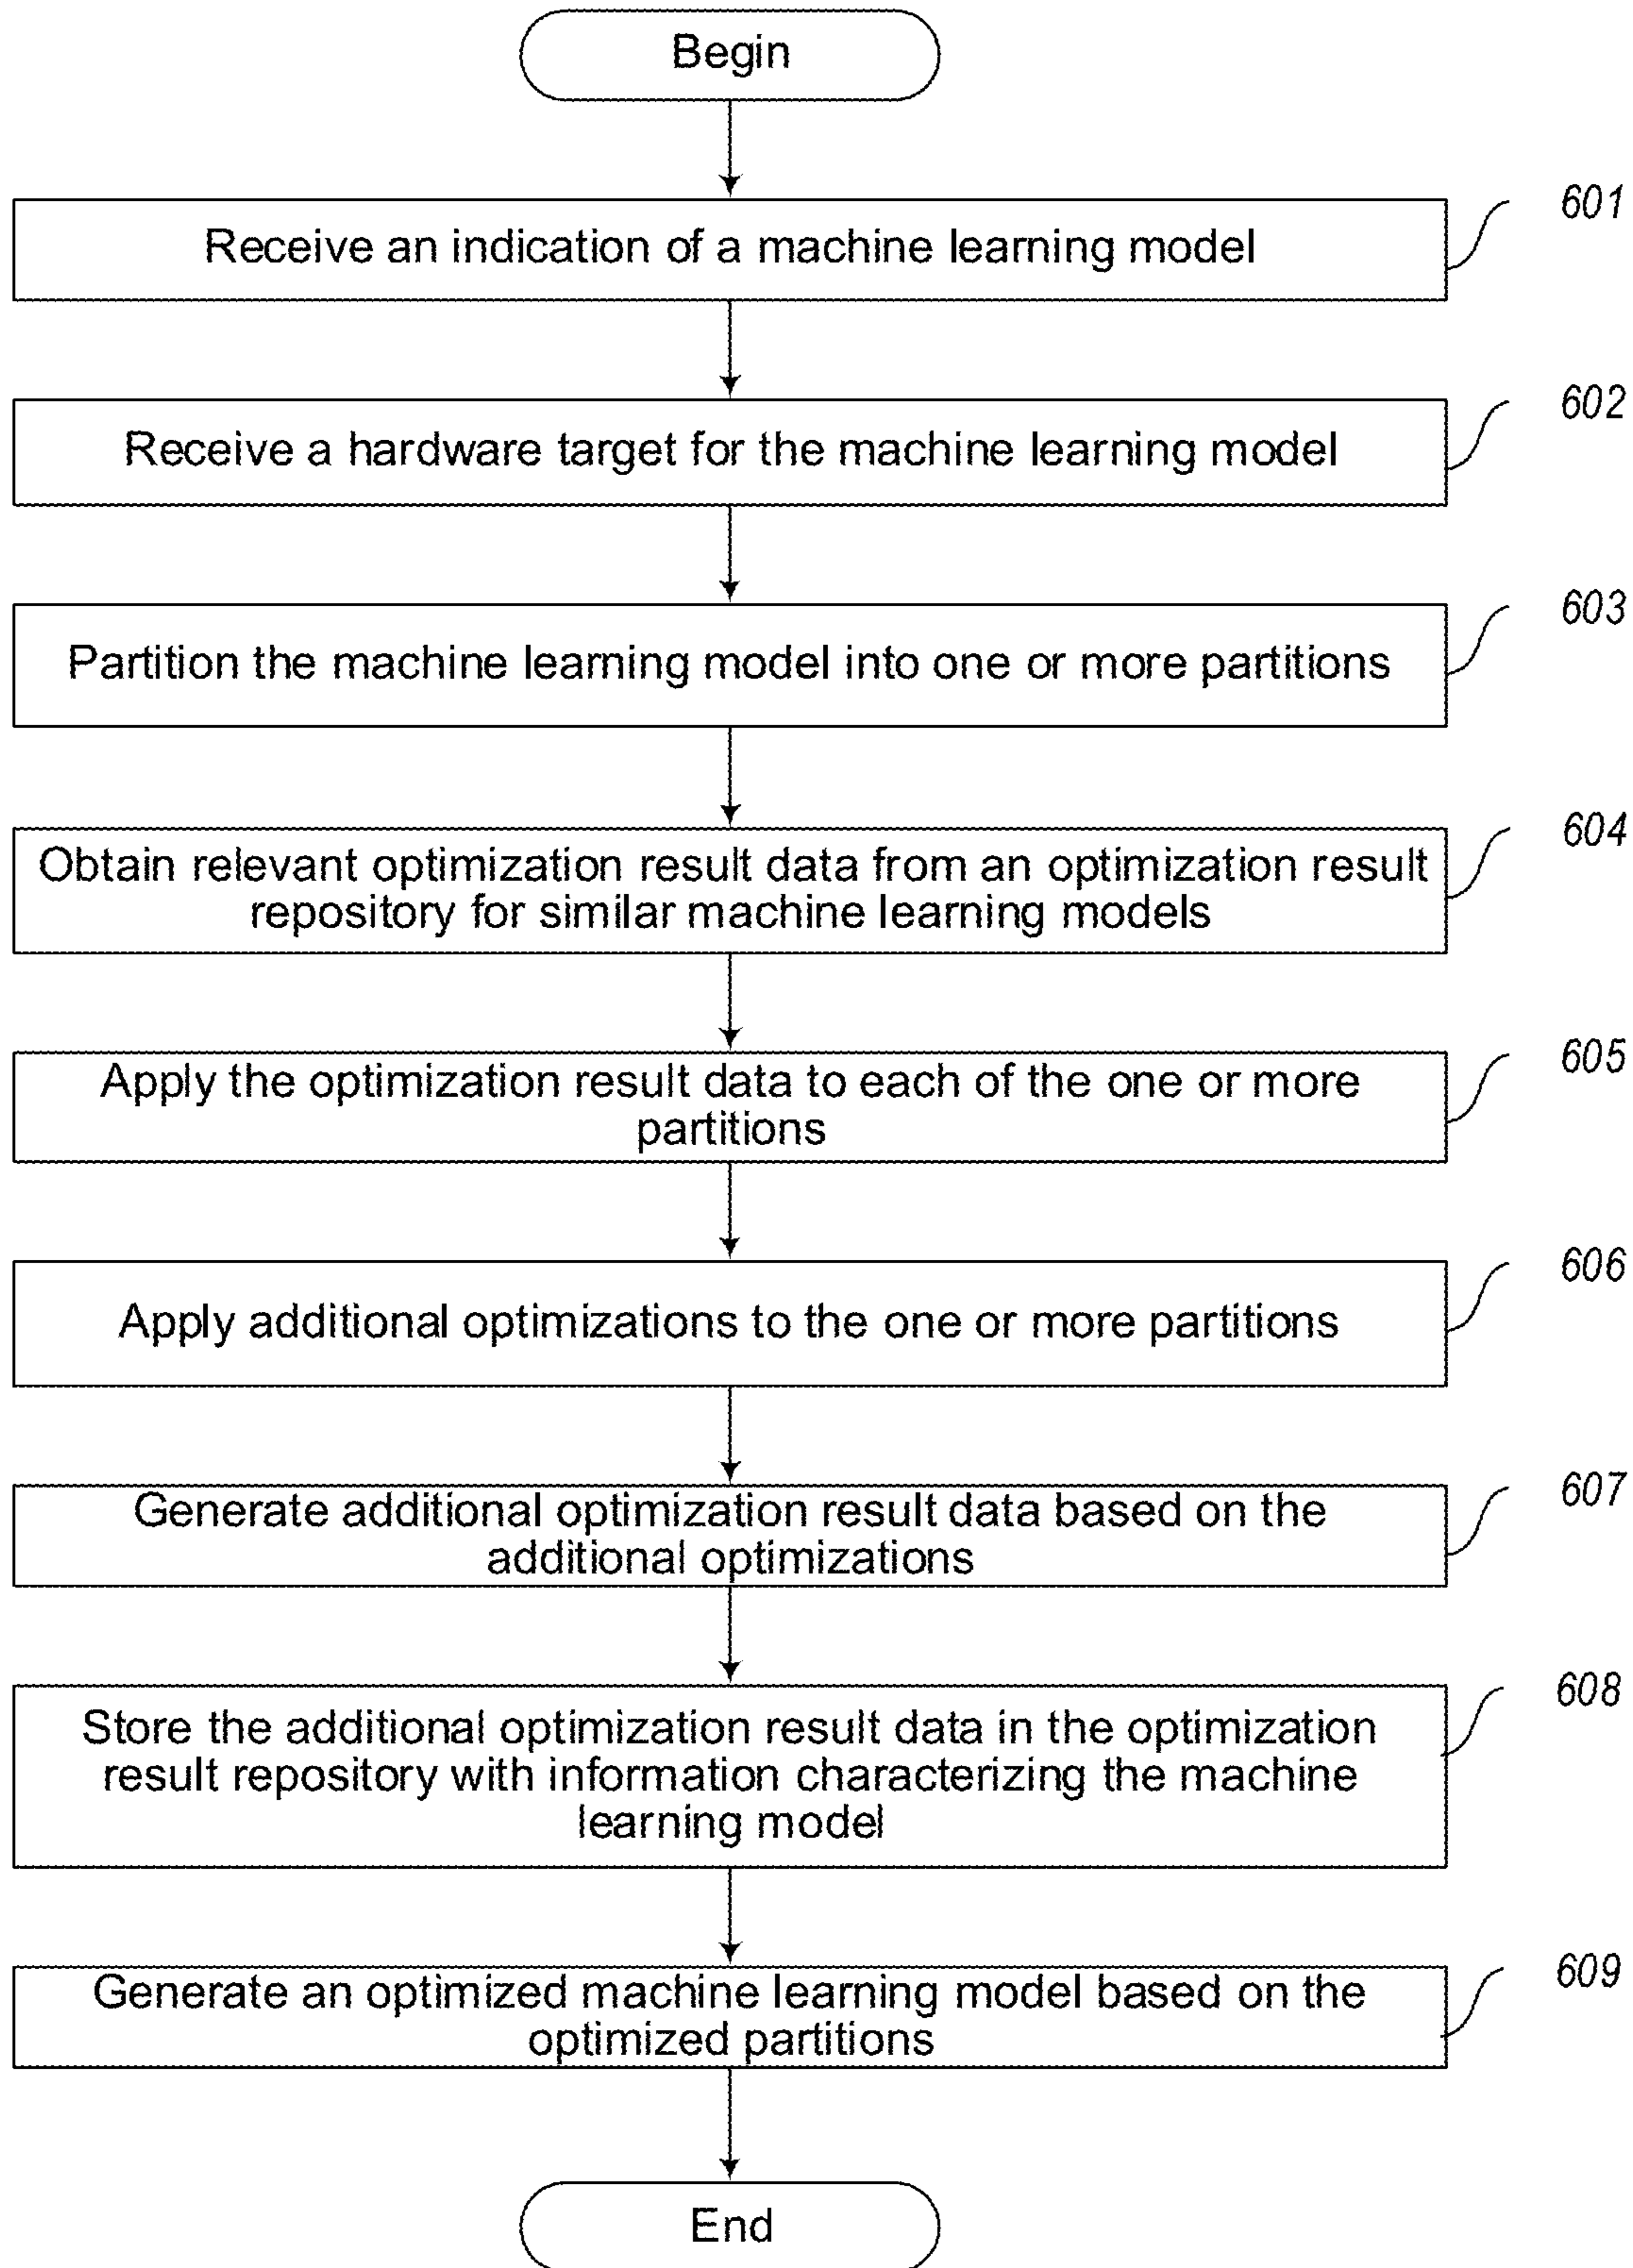 Begin
601
Receive an indication of a machine learning model
602
Receive a hardware target for the machine learning model
603
Partition the machine learning model into one or more partitions
604
Obtain relevant optimization result data from an optimization result
repository for similar machine learning models
605
Apply the optimization result data to each of the one or more
partitions
606
Apply additional optimizations to the one or more partitions
607
Generate additional optimization result data based on the
additional optimizations
608
Store the additional optimization result data in the optimization
result repository with information characterizing the machine
learning model
609
Generate an optimized machine learning model based on the
optimized partitions
End